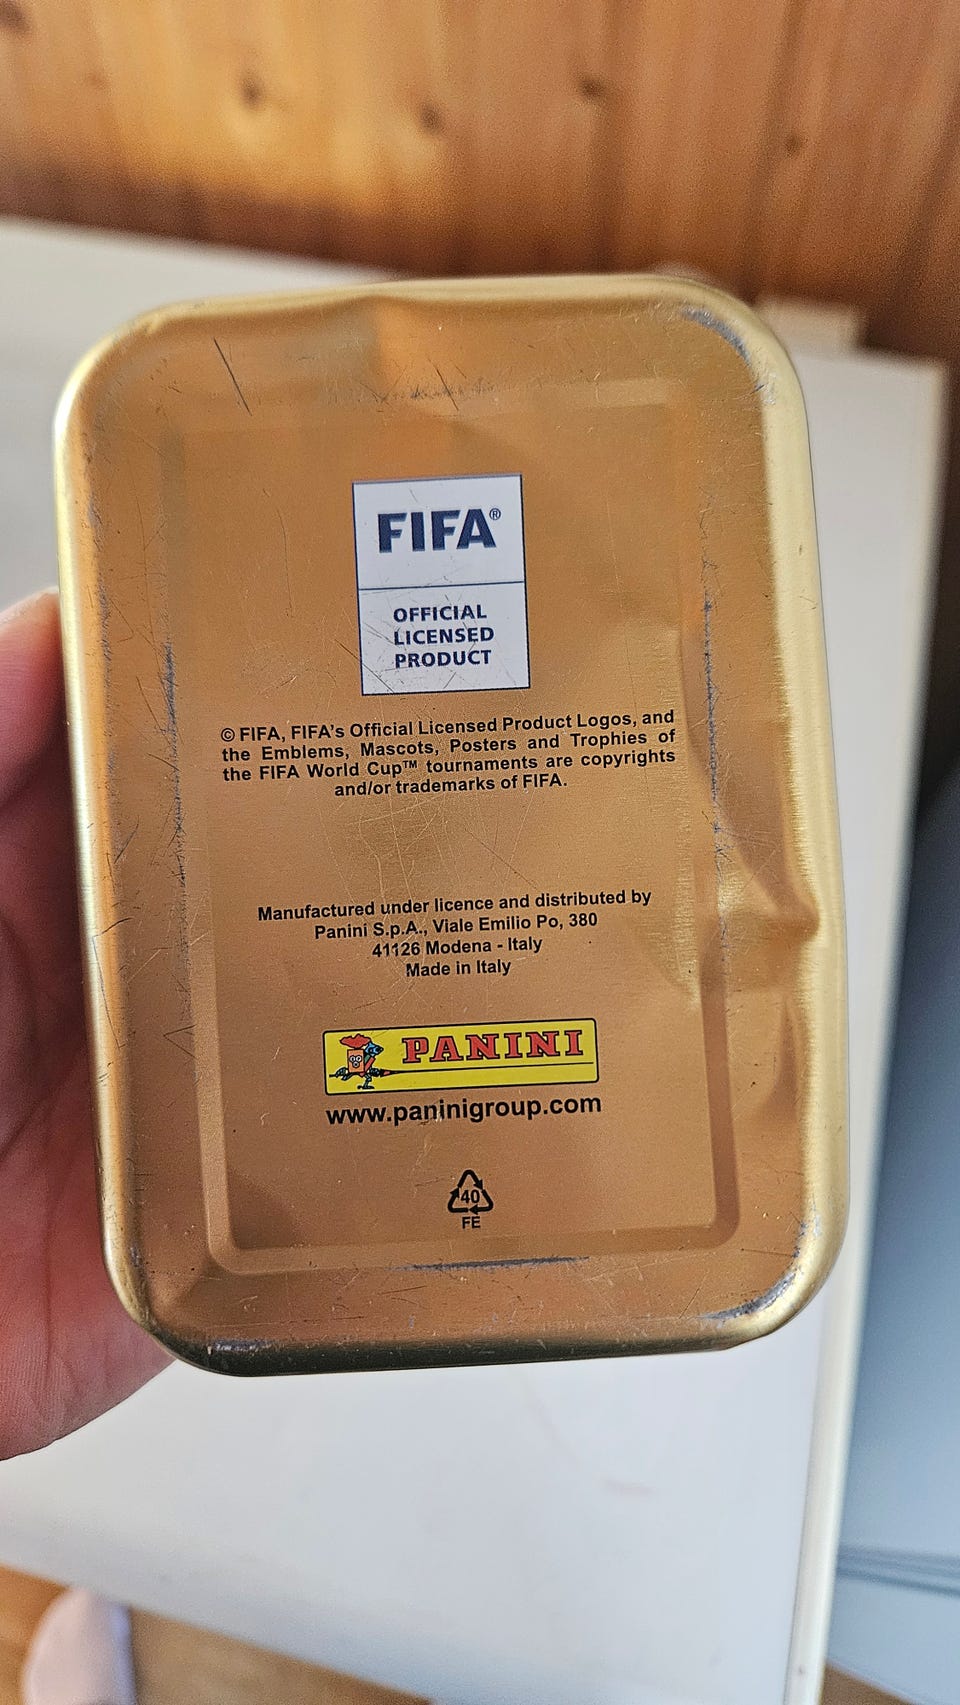 FIFA®
OFFICIAL
LICENSED
PRODUCT
© FIFA, FIFA's Official Licensed Product Logos, and
the Emblems, Mascots, Posters and Trophies of
the FIFA World Cup™ tournaments are copyrights
and/or trademarks of FIFA.
Manufactured under licence and distributed by
Panini S.p.A., Viale Emilio Po, 380
41126 Modena - Italy
Made in Italy
PANINI
www.paninigroup.com
40
FE